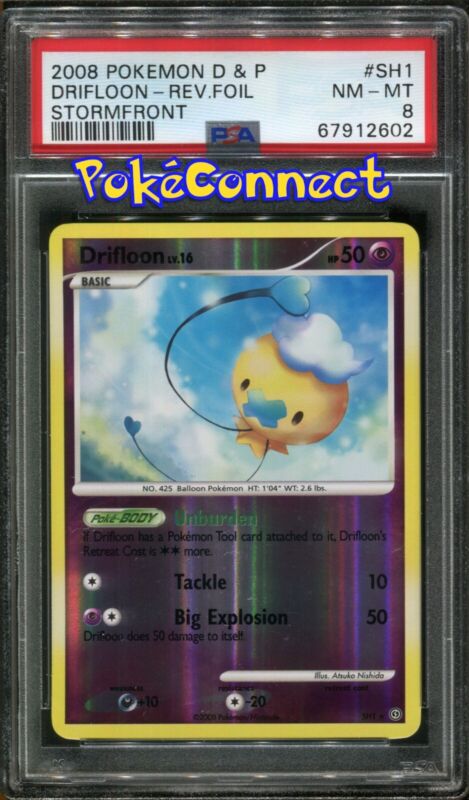 2008 POKEMON D & P #SH1
DRIFLOON - REV.FOIL NM - MT
STORMFRONT 8
PSA 67912602
PokéConnect
Drifloon LV.16 HP 50
BASIC
NO. 425 Balloon Pokémon HT: 1'04" WT: 2.6 lbs.
Poké-BODY Unburden
If Drifloon has a Pokémon Tool card attached to it, Drifloon's
Retreat Cost is more.
Tackle 10
Big Explosion 50
Drifloon does 50 damage to itself.
Illus. Atsuko Nishida
weakness resistance retreat cost
+10 -20
©2008 Pokémon/Nintendo SH1
PSA